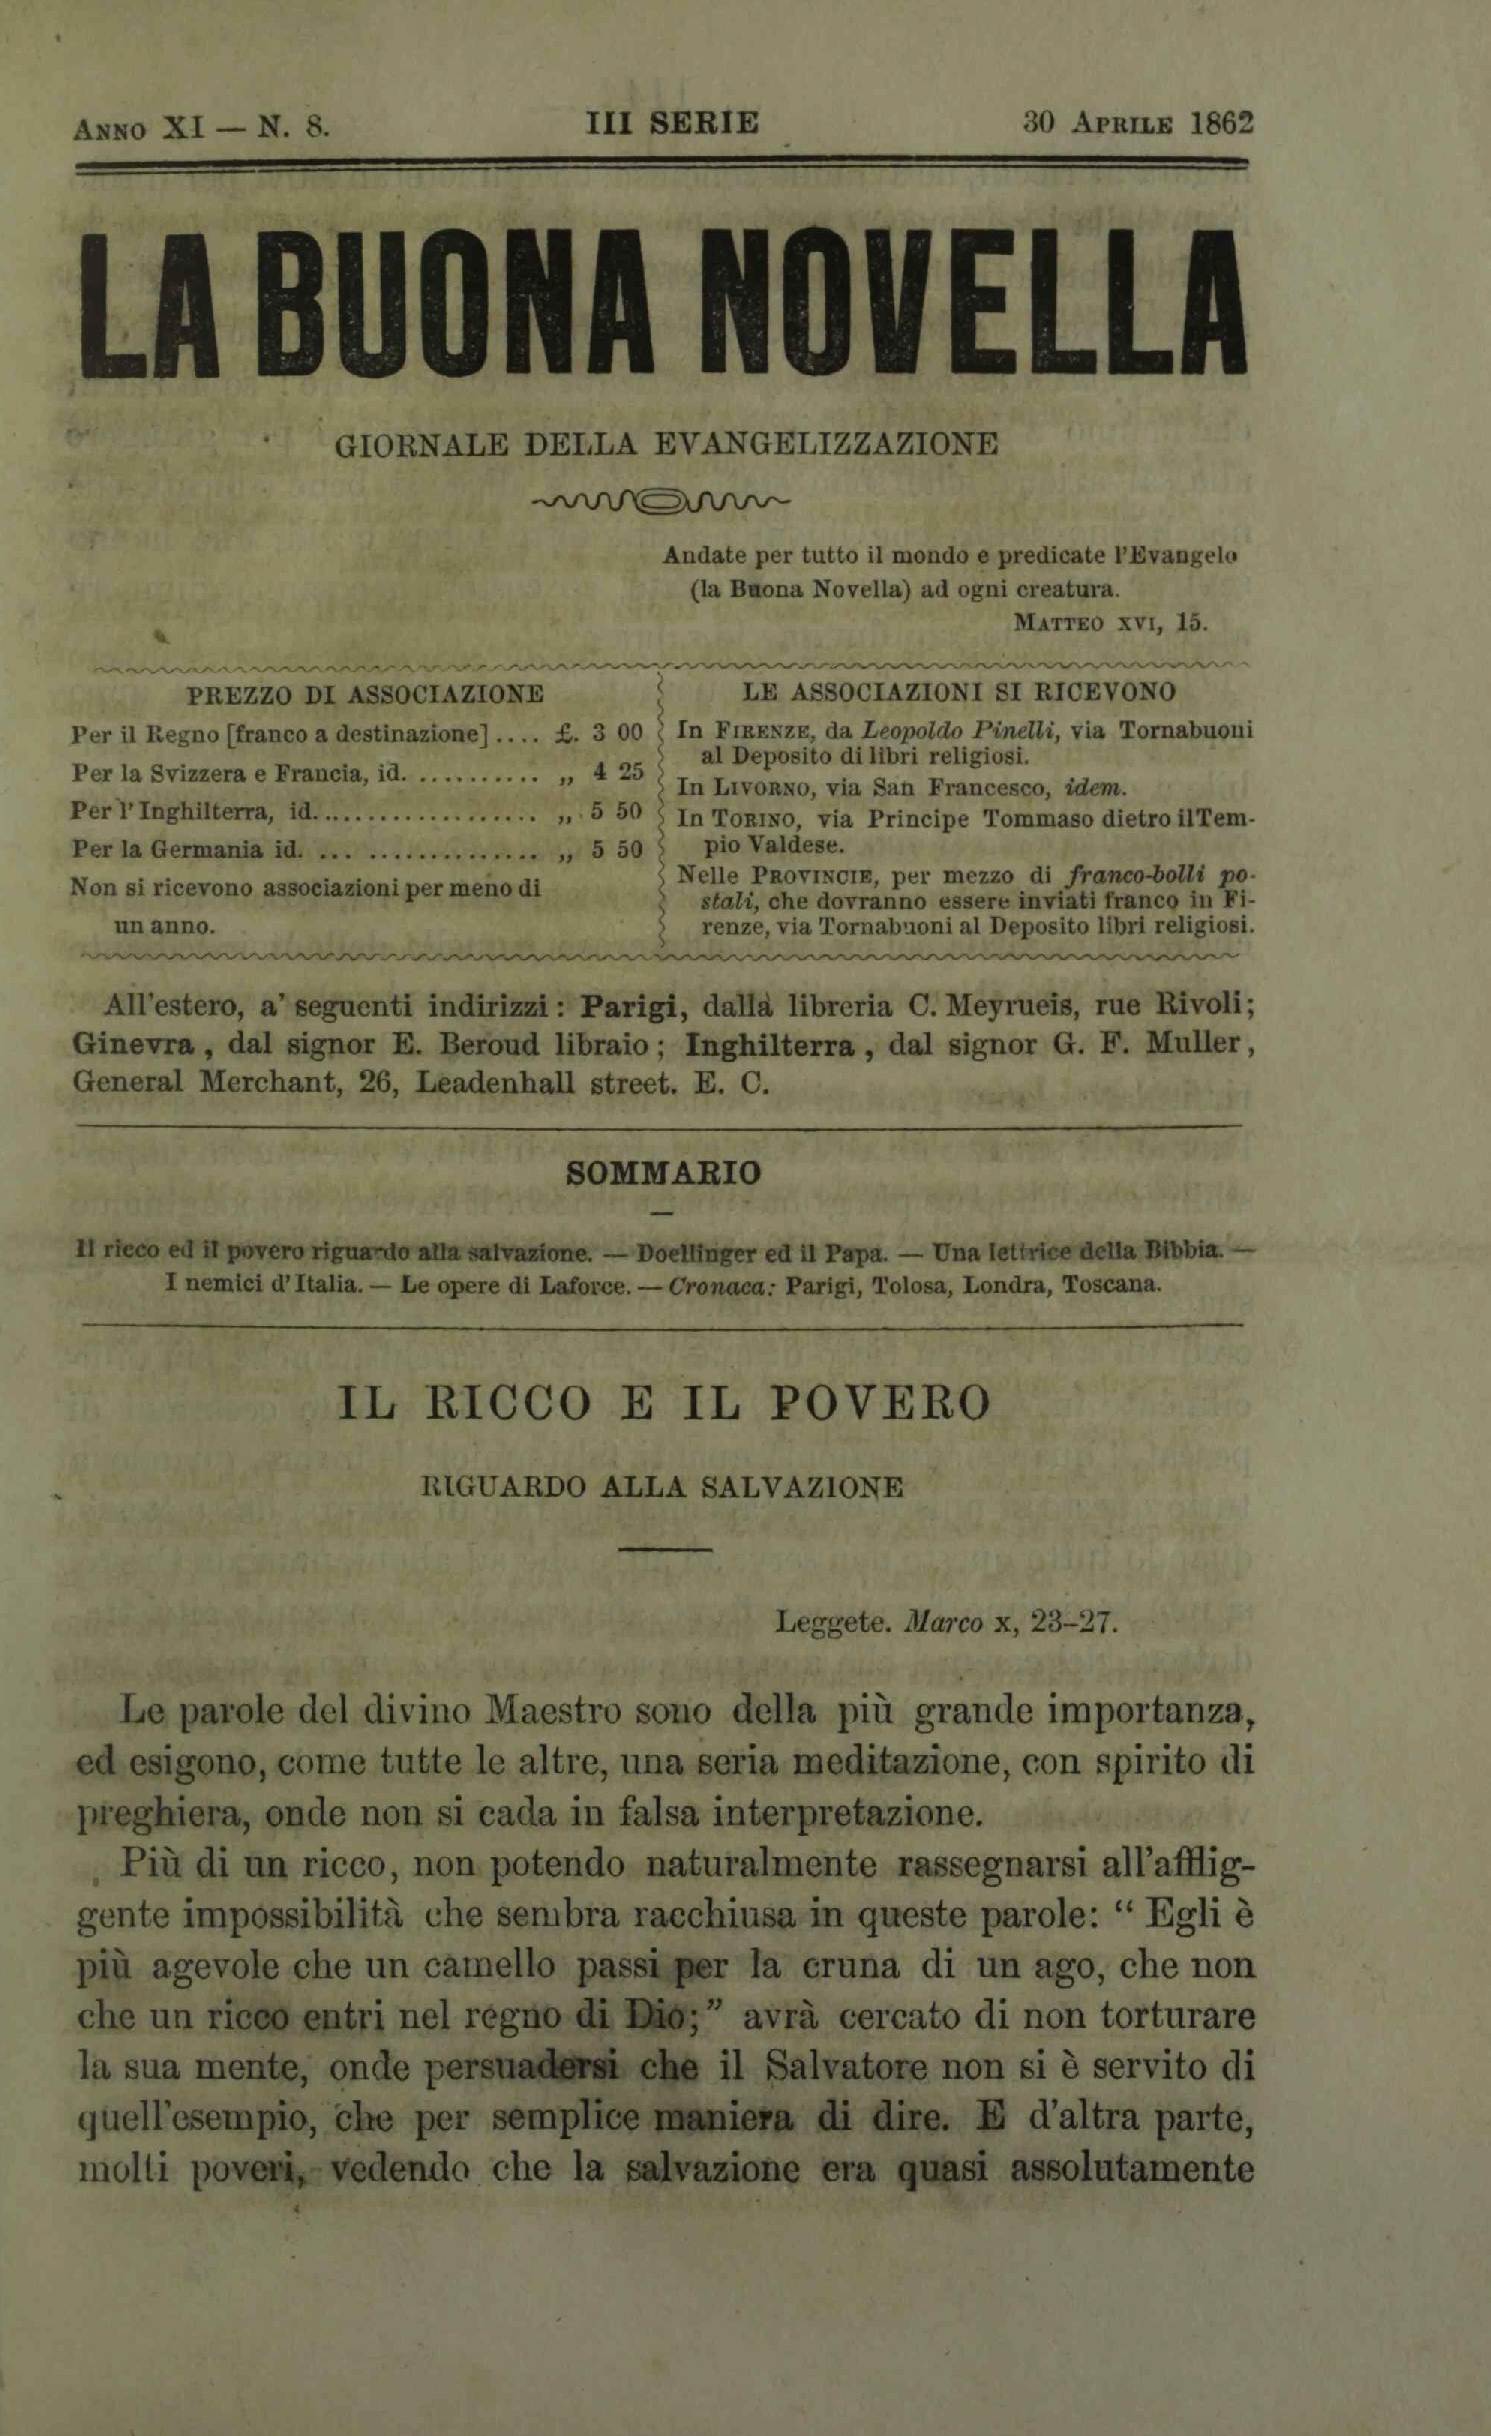 ANNO XI — N. 8.
III SERIE
30 APRILE 1862
LA BUONA NOVELLA
GIORNALE DELLA EVANGELIZZAZIONE
Andate per tutto il mondo e predicate l'Evangelo
(la Buona Novella) ad ogni creatura.
MATTEO XVI, 15.
PREZZO DI ASSOCIAZIONE
Per il Regno [franco a destinazione] .... £. 3 00
Per la Svizzera e Francia, id. .......... „ 4 25
Per l'Inghilterra, id. .................. „ 5 50
Per la Germania id. ... ............... „ 5 50
Non si ricevono associazioni per meno di
un anno.
LE ASSOCIAZIONI SI RICEVONO
In FIRENZE, da Leopoldo Pinelli, via Tornabuoni
al Deposito di libri religiosi.
In LIVORNO, via San Francesco, idem.
In TORINO, via Principe Tommaso dietro il Tem-
pio Valdese.
Nelle PROVINCIE, per mezzo di franco-bolli po-
stali, che dovranno essere inviati franco in Fi-
renze, via Tornabuoni al Deposito libri religiosi.
All'estero, a' seguenti indirizzi: Parigi, dalla libreria C. Meyrueis, rue Rivoli;
Ginevra, dal signor E. Beroud libraio; Inghilterra, dal signor G. F. Muller,
General Merchant, 26, Leadenhall street. E. C.
SOMMARIO
Il ricco ed il povero riguardo alla salvazione. — Doellinger ed il Papa. — Una lettrice della Bibbia. —
I nemici d'Italia. — Le opere di Laforce. — Cronaca: Parigi, Tolosa, Londra, Toscana.
IL RICCO E IL POVERO
RIGUARDO ALLA SALVAZIONE
Leggete. Marco X, 23-27.
Le parole del divino Maestro sono della più grande importanza,
ed esigono, come tutte le altre, una seria meditazione, con spirito di
preghiera, onde non si cada in falsa interpretazione.
Più di un ricco, non potendo naturalmente rassegnarsi all'afflig-
gente impossibilità che sembra racchiusa in queste parole: “ Egli è
più agevole che un camello passi per la cruna di un ago, che non
che un ricco entri nel regno di Dio; ” avrà cercato di non torturare
la sua mente, onde persuadersi che il Salvatore non si è servito di
quell'esempio, che per semplice maniera di dire. E d'altra parte,
molti poveri, vedendo che la salvazione era quasi assolutamente